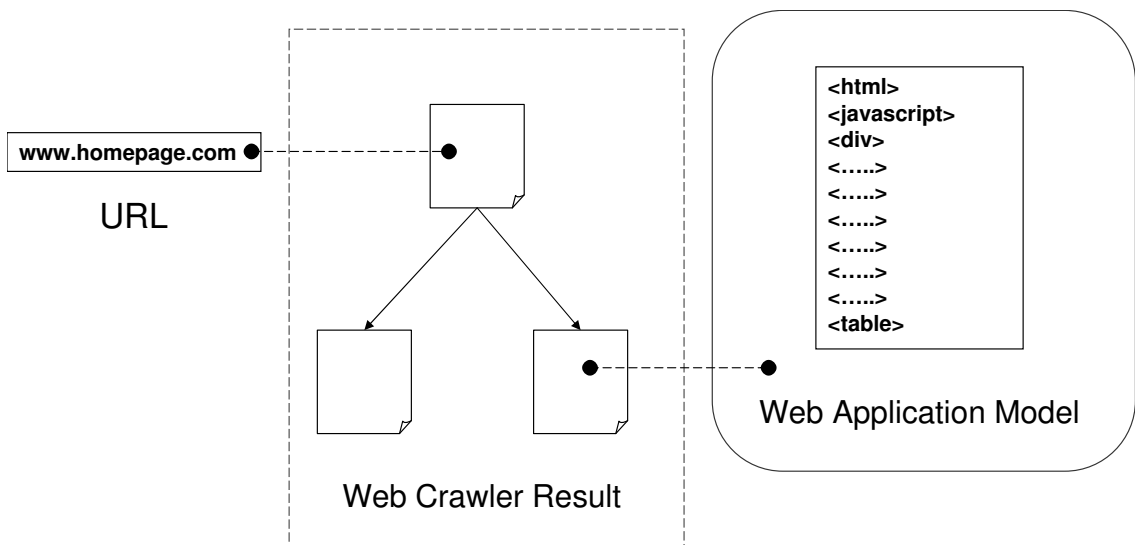 www.homepage.com
URL
Web Crawler Result
<html>
<javascript>
<div>
<…..>
<…..>
<…..>
<…..>
<…..>
<…..>
<table>
Web Application Model